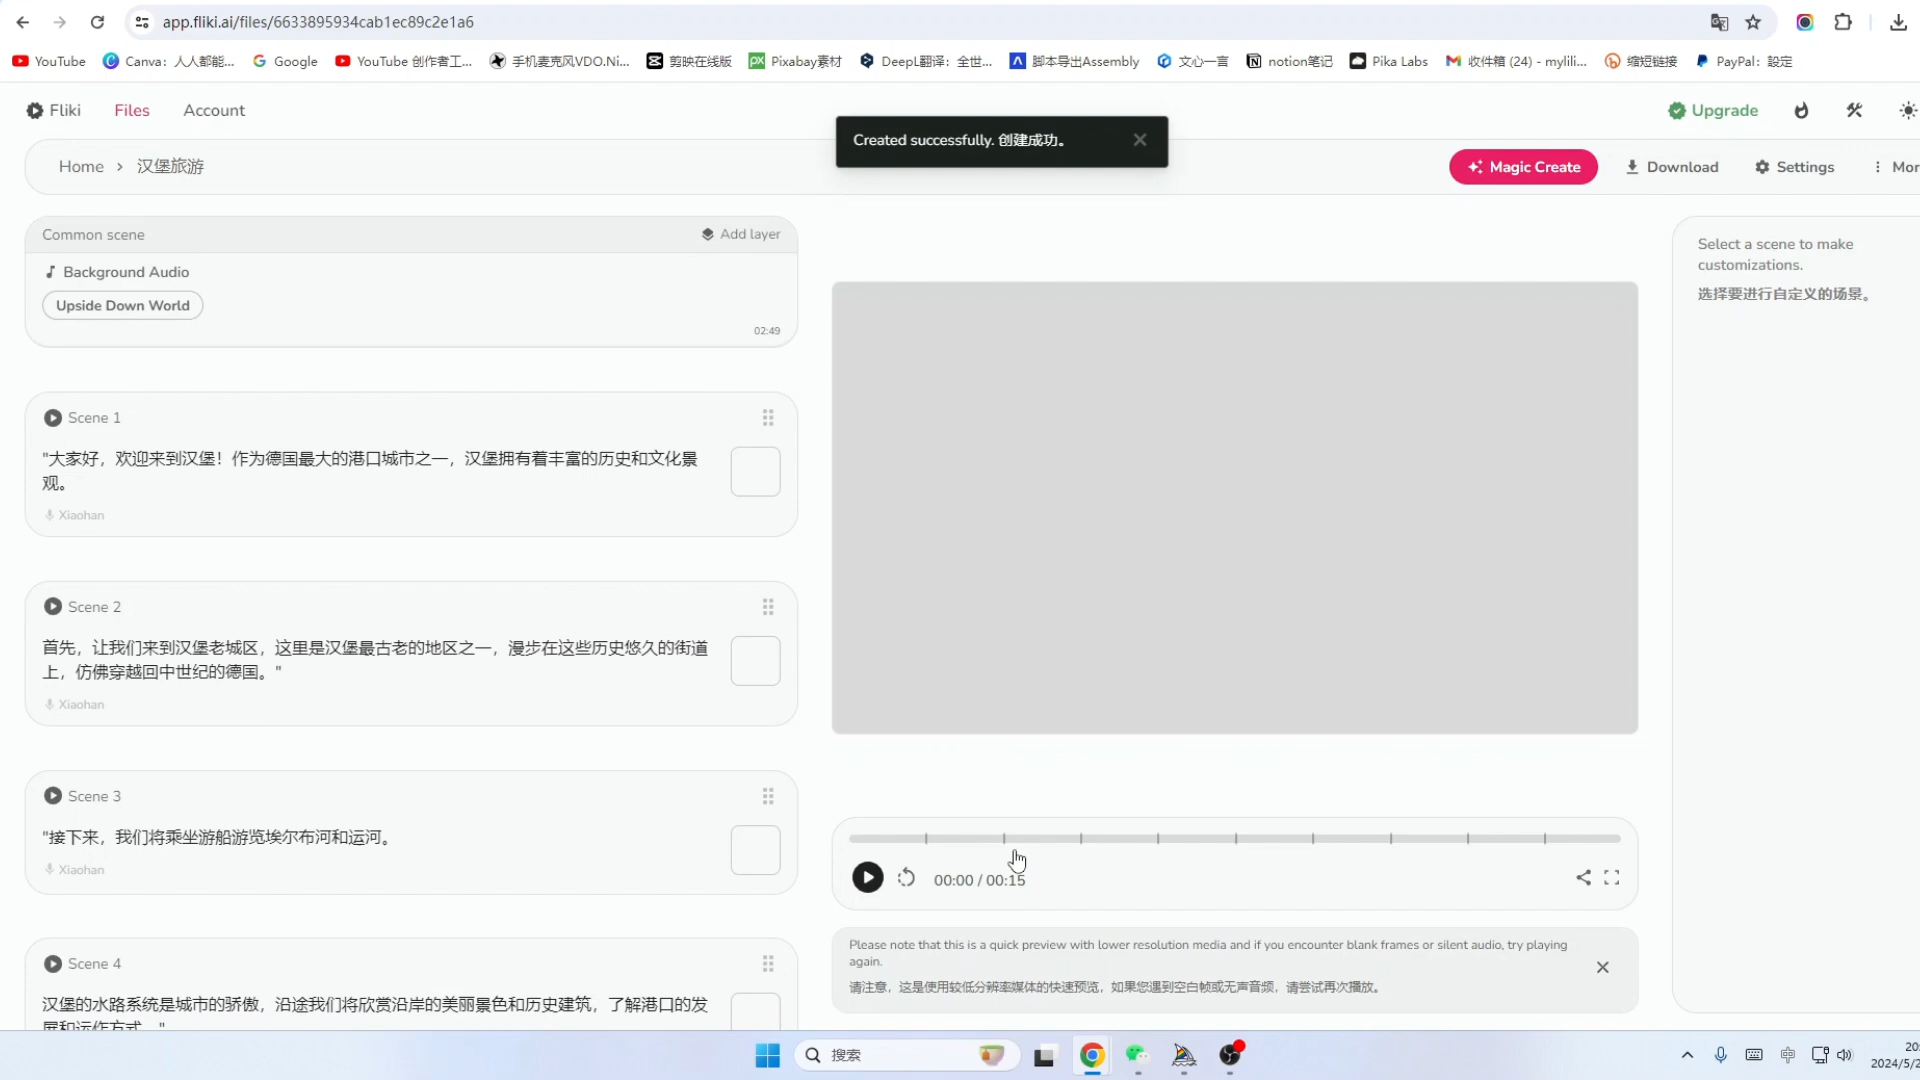 app.fliki.ai/files/6633895934cab1ec89c2e1a6
YouTube Canva：人人都能... Google YouTube 创作者工... 手机麦克风VDO.Ni... 剪映在线版 Pixabay素材 DeepL翻译：全世... 脚本导出Assembly 文心一言 notion笔记 Pika Labs 收件箱 (24) - mylili... 缩短链接 PayPal：設定
Fliki Files Account Upgrade
Created successfully. 创建成功。
Home > 汉堡旅游 Magic Create Download Settings
Common scene Add layer
Background Audio
Upside Down World
02:49
Scene 1
"大家好，欢迎来到汉堡！作为德国最大的港口城市之一，汉堡拥有着丰富的历史和文化景
观。
Xiaohan
Scene 2
首先，让我们来到汉堡老城区，这里是汉堡最古老的地区之一，漫步在这些历史悠久的街道
上，仿佛穿越回中世纪的德国。"
Xiaohan
Scene 3
"接下来，我们将乘坐游船游览埃尔布河和运河。
Xiaohan
Scene 4
汉堡的水路系统是城市的骄傲，沿途我们将欣赏沿岸的美丽景色和历史建筑，了解港口的发
展和运作方式。"
00:00 / 00:15
Please note that this is a quick preview with lower resolution media and if you encounter blank frames or silent audio, try playing
again.
请注意，这是使用较低分辨率媒体的快速预览，如果您遇到空白帧或无声音频，请尝试再次播放。
Select a scene to make
customizations.
选择要进行自定义的场景。
搜索
中